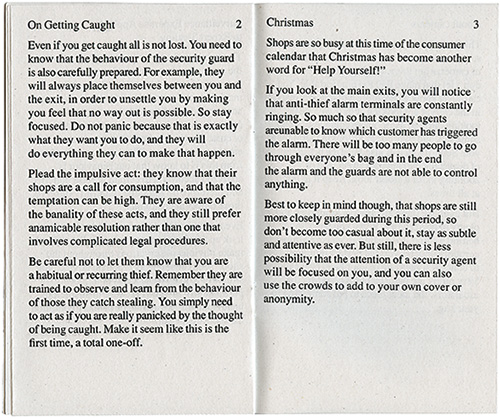 On Getting Caught 2
Even if you get caught all is not lost. You need to
know that the behaviour of the security guard
is also carefully prepared. For example, they
will always place themselves between you and
the exit, in order to unsettle you by making
you feel that no way out is possible. So stay
focused. Do not panic because that is exactly
what they want you to do, and they will
do everything they can to make that happen.
Plead the impulsive act: they know that their
shops are a call for consumption, and that the
temptation can be high. They are aware of
the banality of these acts, and they still prefer
anamicable resolution rather than one that
involves complicated legal procedures.
Be careful not to let them know that you are
a habitual or recurring thief. Remember they are
trained to observe and learn from the behaviour
of those they catch stealing. You simply need
to act as if you are really panicked by the thought
of being caught. Make it seem like this is the
first time, a total one-off.
Christmas 3
Shops are so busy at this time of the consumer
calendar that Christmas has become another
word for “Help Yourself!”
If you look at the main exits, you will notice
that anti-thief alarm terminals are constantly
ringing. So much so that security agents
areunable to know which customer has triggered
the alarm. There will be too many people to go
through everyone’s bag and in the end
the alarm and the guards are not able to control
anything.
Best to keep in mind though, that shops are still
more closely guarded during this period, so
don’t become too casual about it, stay as subtle
and attentive as ever. But still, there is less
possibility that the attention of a security agent
will be focused on you, and you can also
use the crowds to add to your own cover or
anonymity.